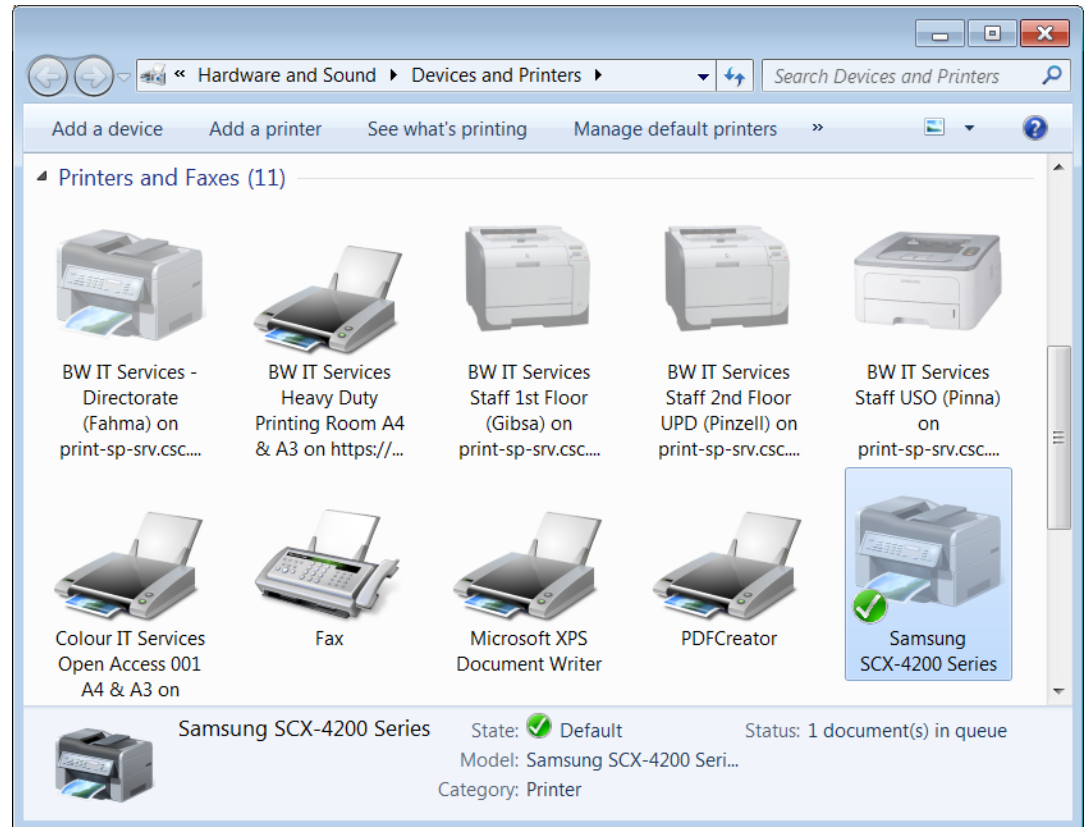 « Hardware and Sound ▸ Devices and Printers ▸ Search Devices and Printers
Add a device Add a printer See what's printing Manage default printers »
Printers and Faxes (11)
BW IT Services -
Directorate
(Fahma) on
print-sp-srv.csc....
BW IT Services
Heavy Duty
Printing Room A4
& A3 on https://...
BW IT Services
Staff 1st Floor
(Gibsa) on
print-sp-srv.csc....
BW IT Services
Staff 2nd Floor
UPD (Pinzell) on
print-sp-srv.csc....
BW IT Services
Staff USO (Pinna)
on
print-sp-srv.csc....
Colour IT Services
Open Access 001
A4 & A3 on
Fax
Microsoft XPS
Document Writer
PDFCreator
Samsung
SCX-4200 Series
Samsung SCX-4200 Series State: Default Status: 1 document(s) in queue
Model: Samsung SCX-4200 Seri...
Category: Printer